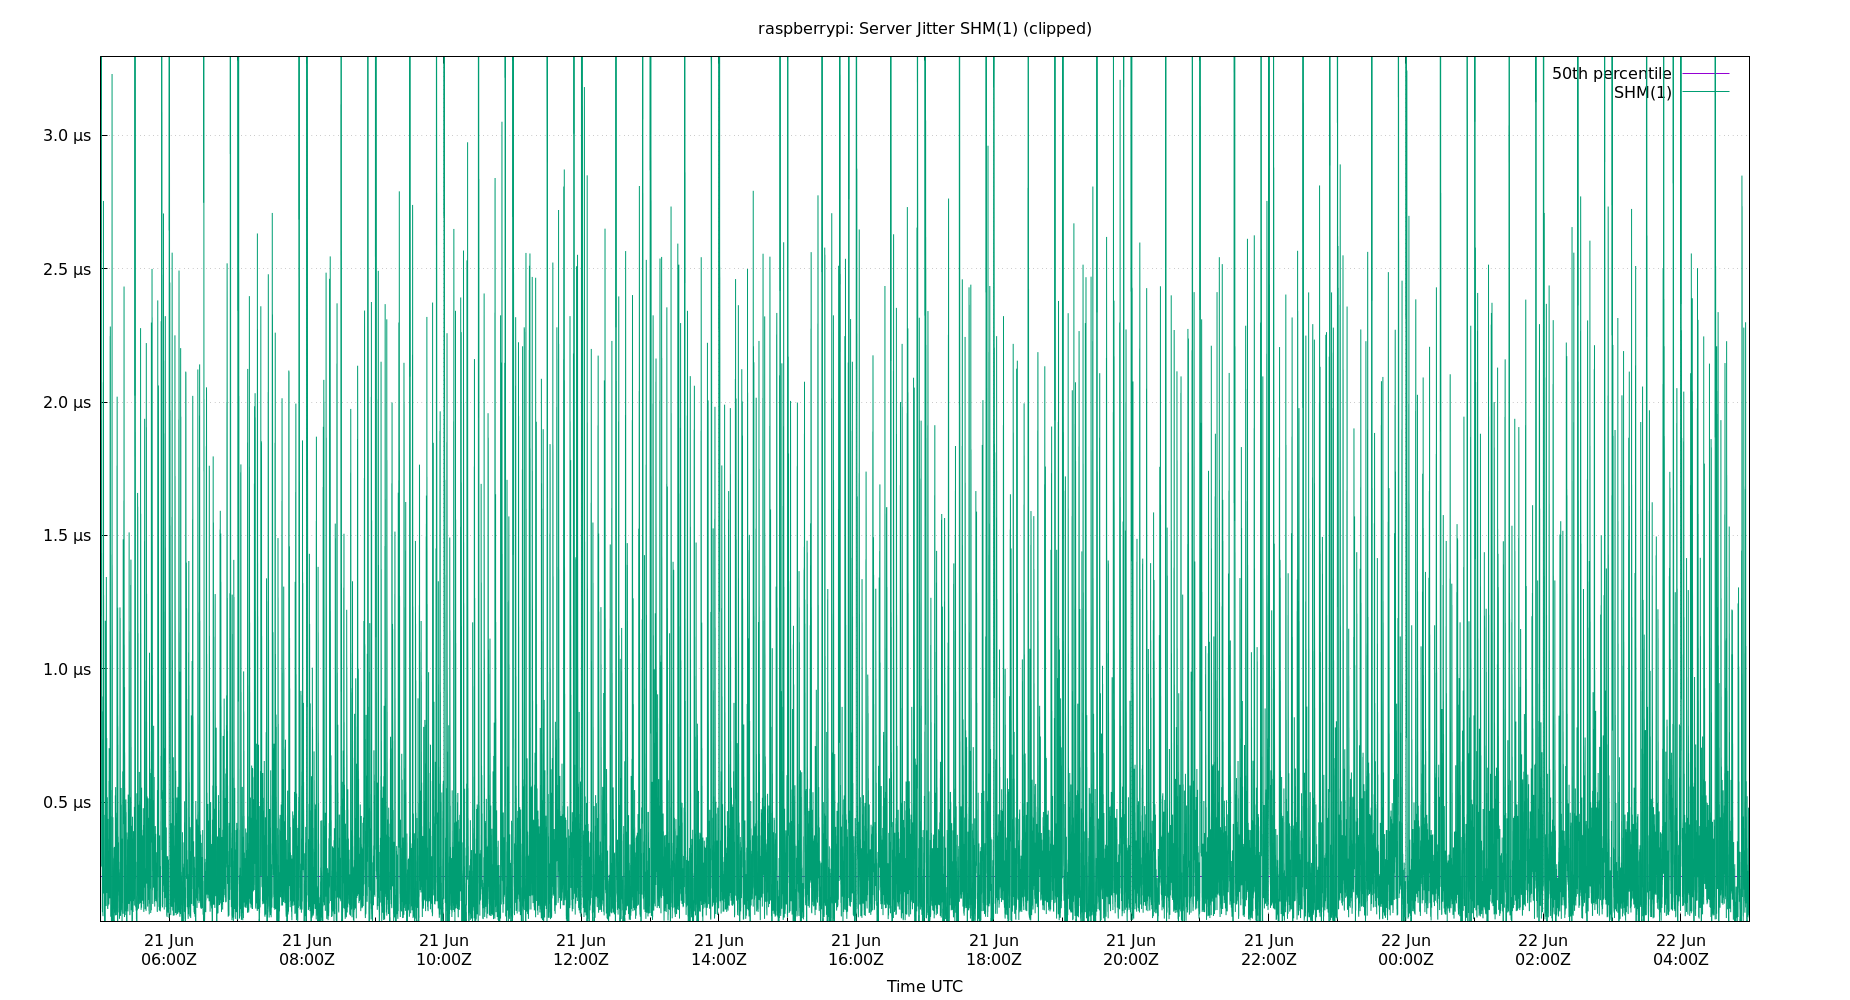 raspberrypi: Server Jitter SHM(1) (clipped)
50th percentile
SHM(1)
3.0 µs
2.5 µs
2.0 µs
1.5 µs
1.0 µs
0.5 µs
21 Jun 21 Jun 21 Jun 21 Jun 21 Jun 21 Jun 21 Jun 21 Jun 21 Jun 22 Jun 22 Jun 22 Jun
06:00Z 08:00Z 10:00Z 12:00Z 14:00Z 16:00Z 18:00Z 20:00Z 22:00Z 00:00Z 02:00Z 04:00Z
Time UTC